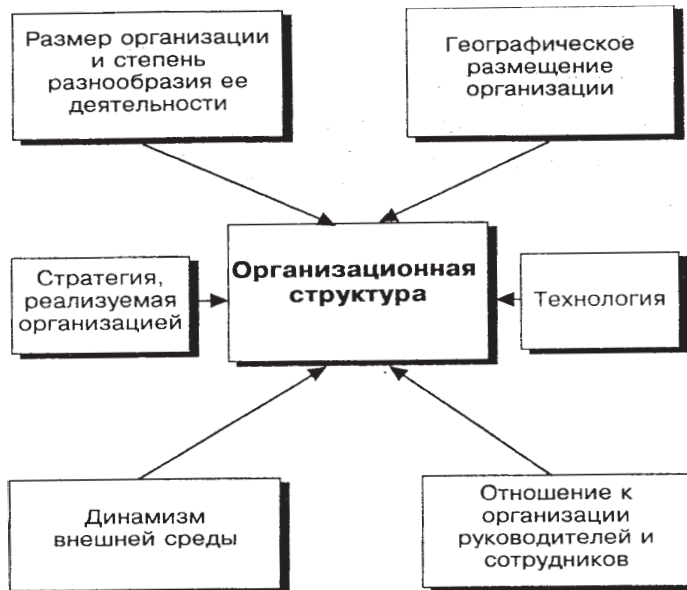 Размер организации
и степень
разнообразия ее
деятельности
Географическое
размещение
организации
Стратегия,
реализуемая
организацией
Организационная
структура
Технология
Динамизм
внешней среды
Отношение к
организации
руководителей и
сотрудников